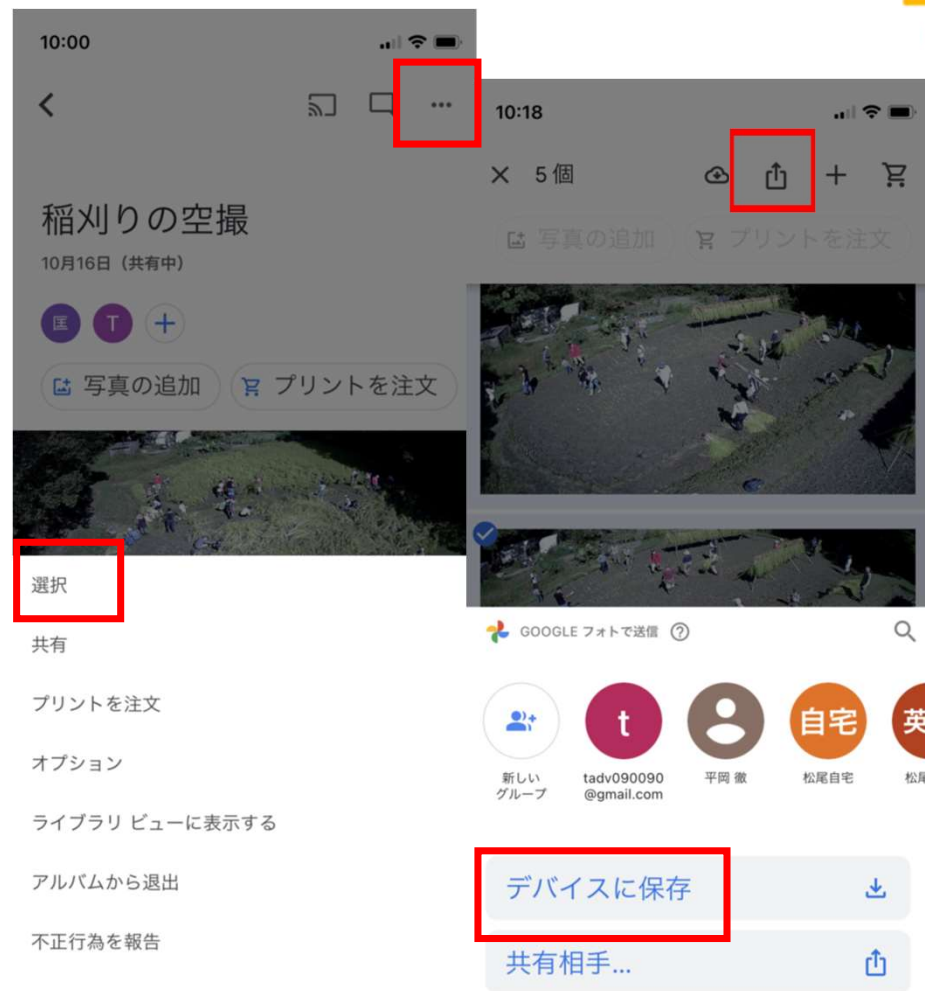 10:00
稲刈りの空撮
10月16日（共有中）
匡
T
写真の追加
プリントを注文
選択
共有
プリントを注文
オプション
ライブラリ ビューに表示する
アルバムから退出
不正行為を報告
10:18
5個
写真の追加
プリントを注文
GOOGLE フォトで送信
t
自宅
英
新しい
グループ
tadv090090
@gmail.com
平岡 徹
松尾自宅
松尾
デバイスに保存
共有相手...